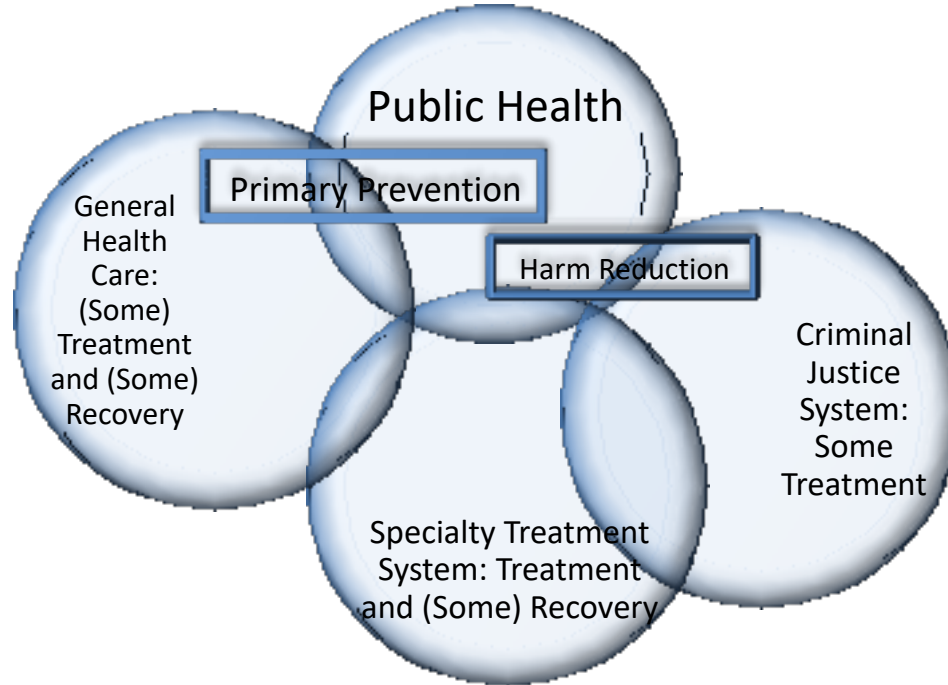 Public Health
Primary Prevention
General
Health
Care:
(Some)
Treatment
and (Some)
Recovery
Harm Reduction
Criminal
Justice
System:
Some
Treatment
Specialty Treatment
System: Treatment
and (Some) Recovery